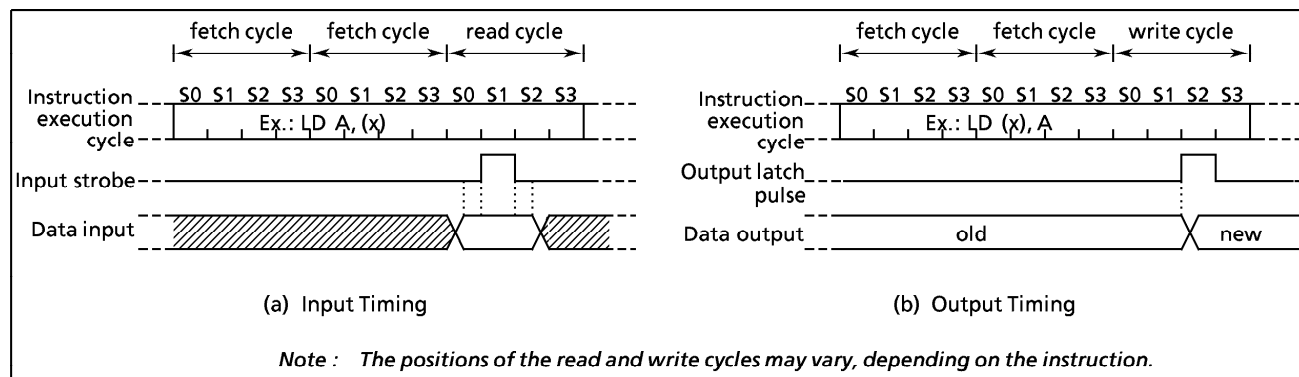 fetch cycle fetch cycle read cycle
S0 S1 S2 S3 S0 S1 S2 S3 S0 S1 S2 S3
Instruction
execution
cycle
Ex.: LD A, (x)
Input strobe
Data input
(a) Input Timing
fetch cycle fetch cycle write cycle
S0 S1 S2 S3 S0 S1 S2 S3 S0 S1 S2 S3
Instruction
execution
cycle
Ex.: LD (x), A
Output latch
pulse
Data output
old
new
(b) Output Timing
Note : The positions of the read and write cycles may vary, depending on the instruction.